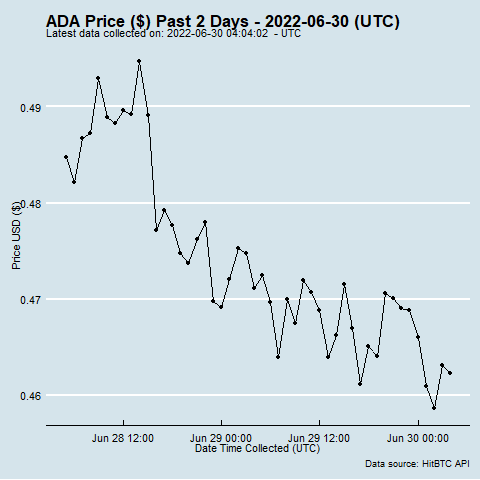 ADA Price ($) Past 2 Days - 2022-06-30 (UTC)
Latest data collected on: 2022-06-30 04:04:02 - UTC
0.49
0.48
0.47
0.46
Price USD ($)
Jun 28 12:00
Jun 29 00:00
Jun 29 12:00
Jun 30 00:00
Date Time Collected (UTC)
Data source: HitBTC API